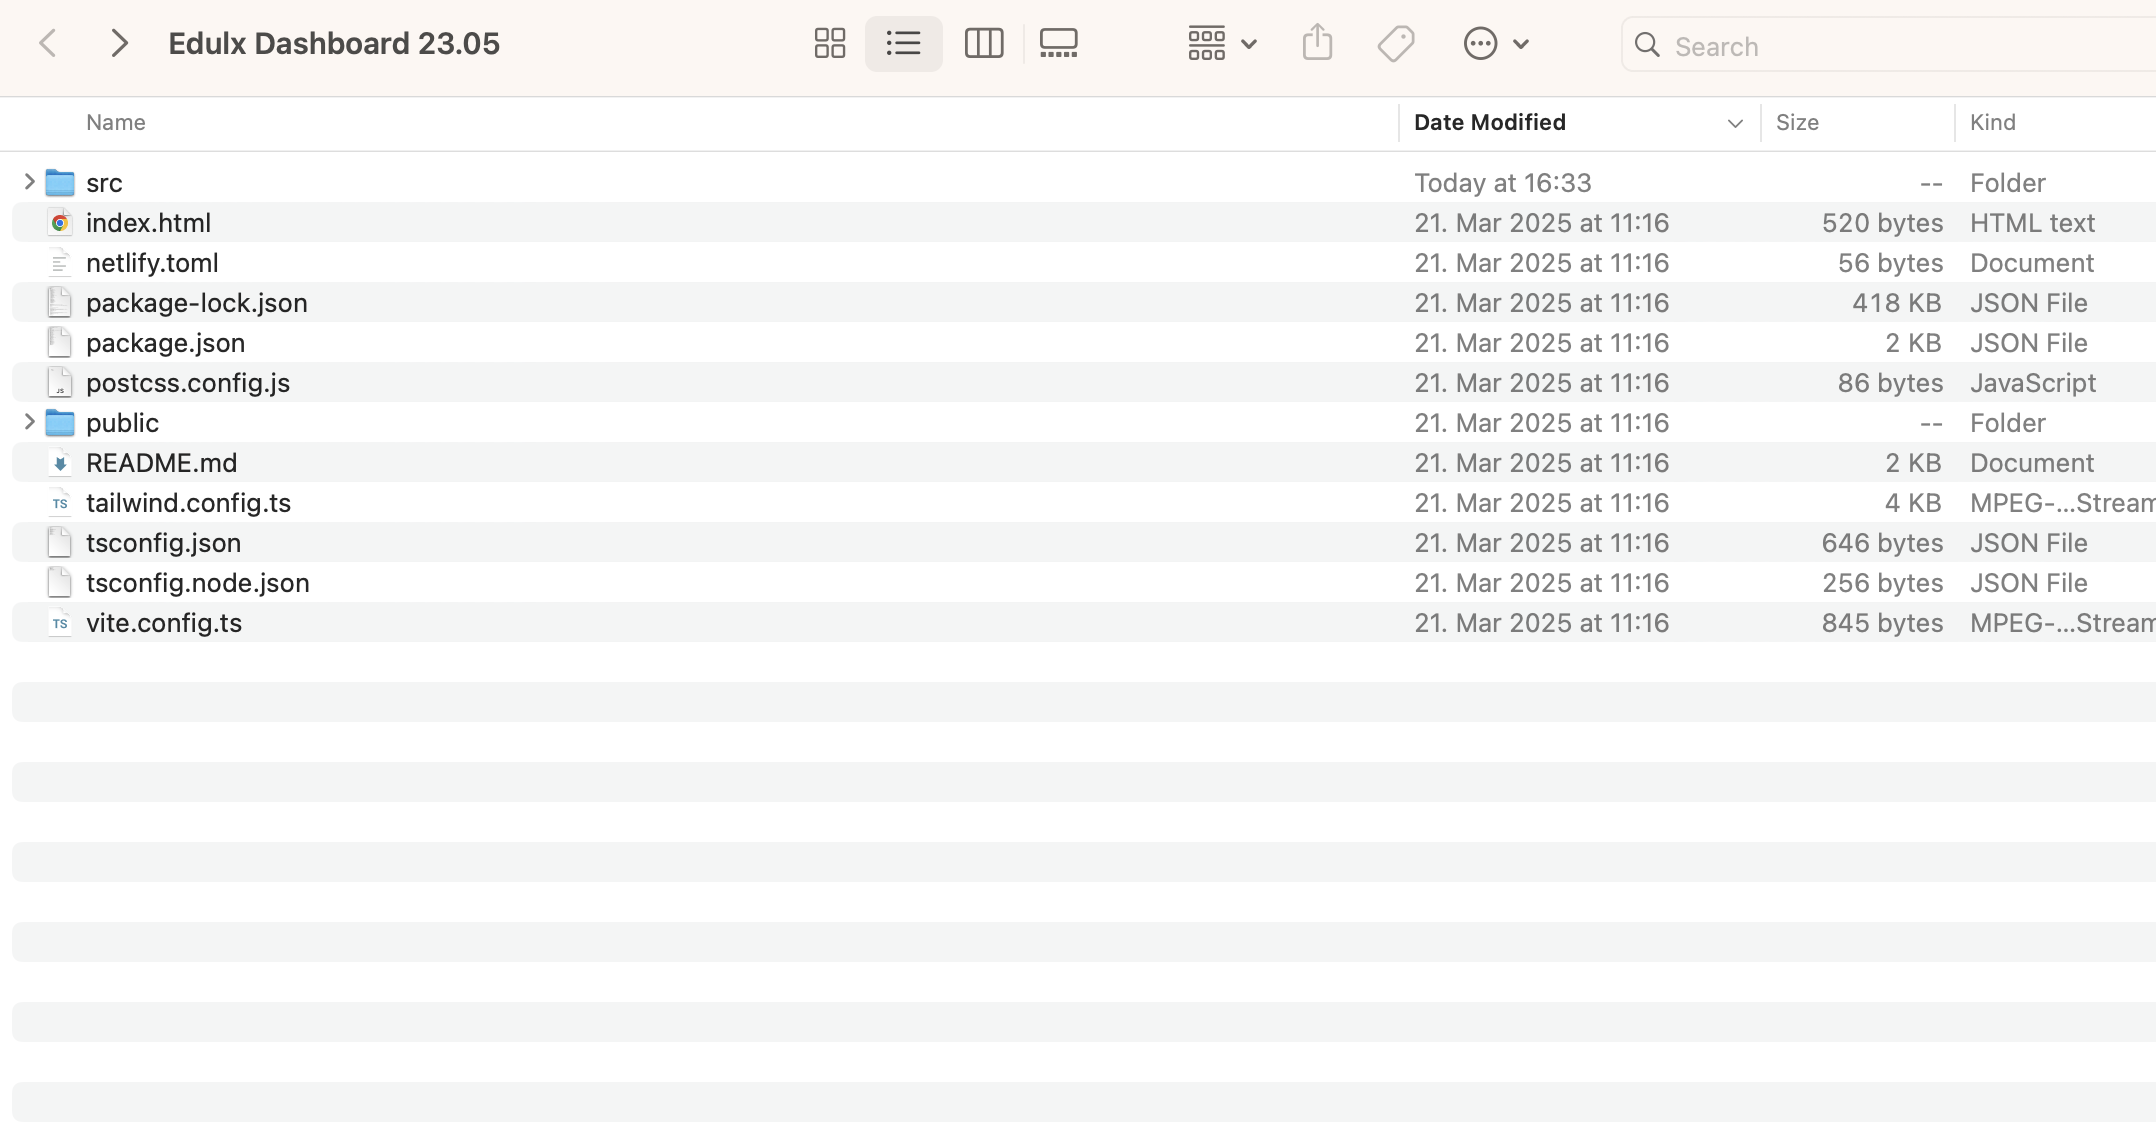 Edulx Dashboard 23.05 Search
Name Date Modified Size Kind
src Today at 16:33 -- Folder
index.html 21. Mar 2025 at 11:16 520 bytes HTML text
netlify.toml 21. Mar 2025 at 11:16 56 bytes Document
package-lock.json 21. Mar 2025 at 11:16 418 KB JSON File
package.json 21. Mar 2025 at 11:16 2 KB JSON File
JS postcss.config.js 21. Mar 2025 at 11:16 86 bytes JavaScript
public 21. Mar 2025 at 11:16 -- Folder
README.md 21. Mar 2025 at 11:16 2 KB Document
TS tailwind.config.ts 21. Mar 2025 at 11:16 4 KB MPEG-...Stream
tsconfig.json 21. Mar 2025 at 11:16 646 bytes JSON File
tsconfig.node.json 21. Mar 2025 at 11:16 256 bytes JSON File
TS vite.config.ts 21. Mar 2025 at 11:16 845 bytes MPEG-...Stream